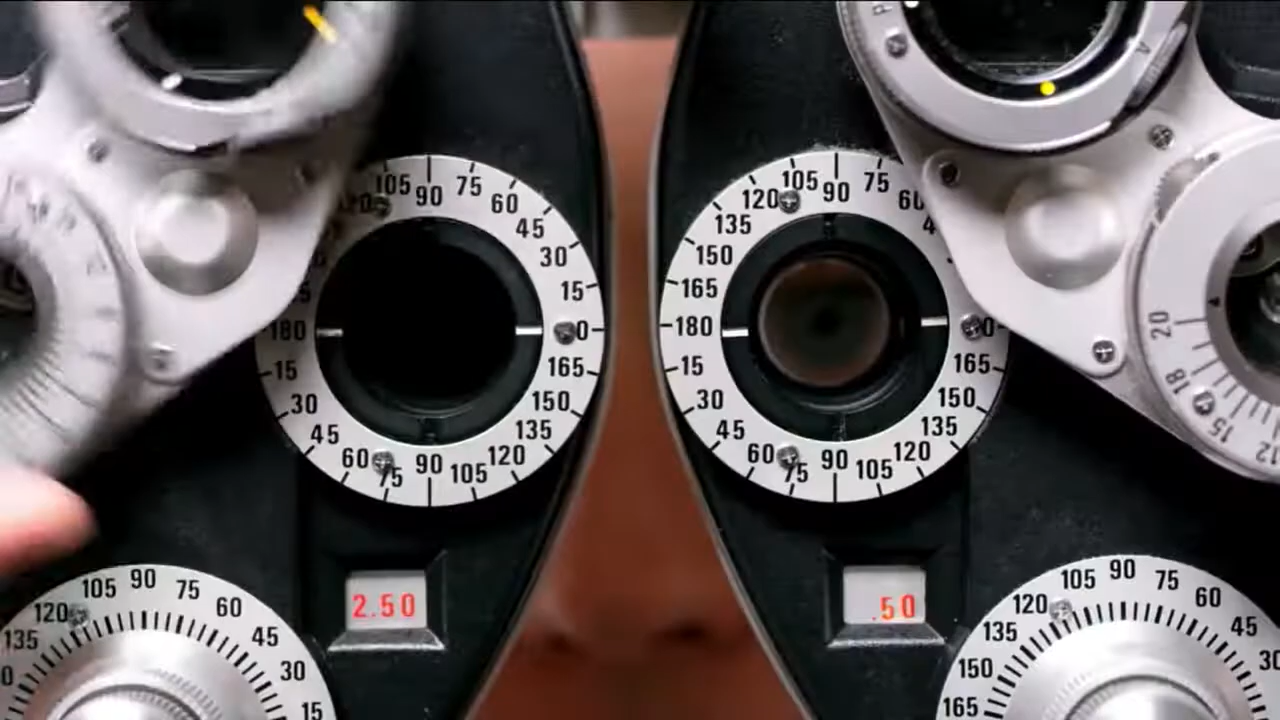 105 90 75 60 45 30 15 0 165 150 135 120 105 90 75 60 45 30 15 180
120 105 90 75 60 0 165 150 135 120 105 90 75 60 45 30 15 180 165 150 135
20 18 15 12
2.50
.50
135 120 105 90 75 60 45 30 15
165 150 135 120 105 90 75 60 45